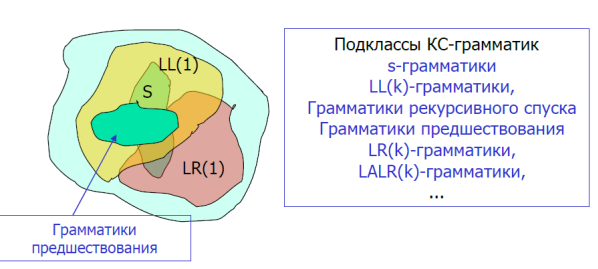 LL(1)
S
LR(1)
Грамматики
предшествования
Подклассы КС-грамматик
s-грамматики
LL(k)-грамматики,
Грамматики рекурсивного спуска
Грамматики предшествования
LR(k)-грамматики,
LALR(k)-грамматики,
...